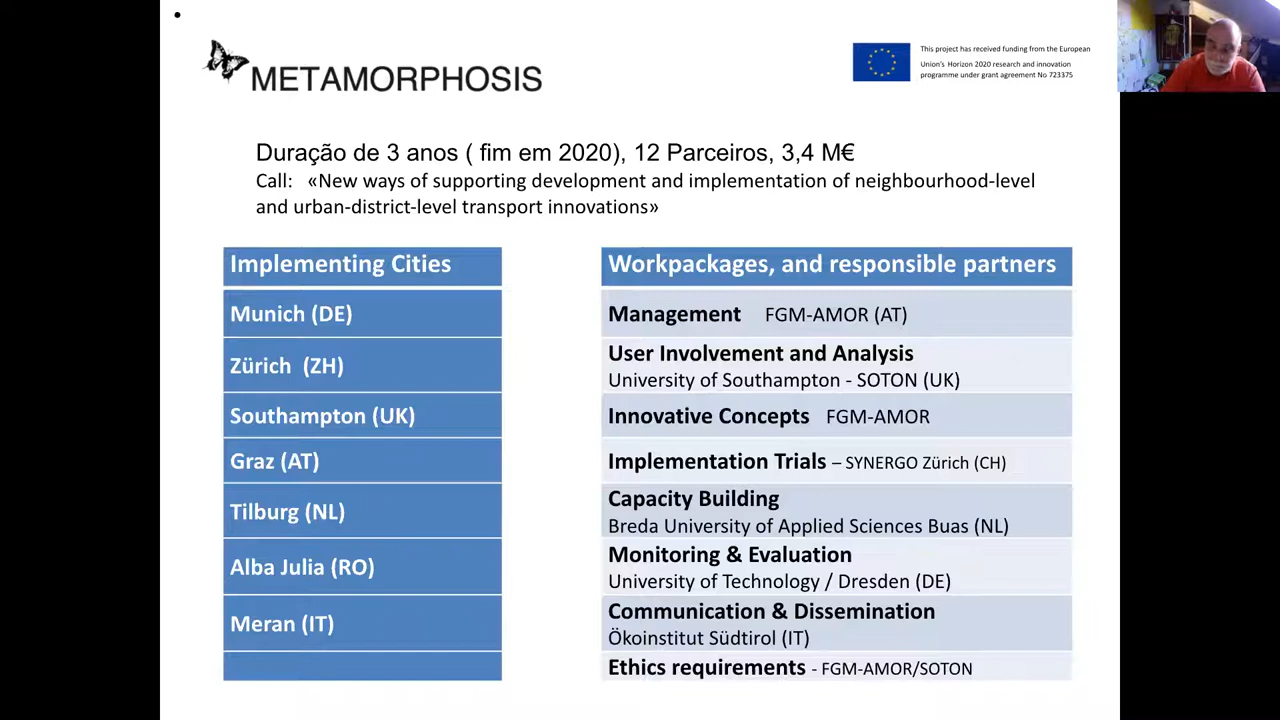 •
METAMORPHOSIS
This project has received funding from the European
Union's Horizon 2020 research and innovation
programme under grant agreement No 723375
Duração de 3 anos ( fim em 2020), 12 Parceiros, 3,4 M€
Call: «New ways of supporting development and implementation of neighbourhood-level
and urban-district-level transport innovations»
Implementing Cities
Munich (DE)
Zürich (ZH)
Southampton (UK)
Graz (AT)
Tilburg (NL)
Alba Julia (RO)
Meran (IT)
Workpackages, and responsible partners
Management FGM-AMOR (AT)
User Involvement and Analysis
University of Southampton - SOTON (UK)
Innovative Concepts FGM-AMOR
Implementation Trials – SYNERGO Zürich (CH)
Capacity Building
Breda University of Applied Sciences Buas (NL)
Monitoring & Evaluation
University of Technology / Dresden (DE)
Communication & Dissemination
Ökoinstitut Südtirol (IT)
Ethics requirements - FGM-AMOR/SOTON